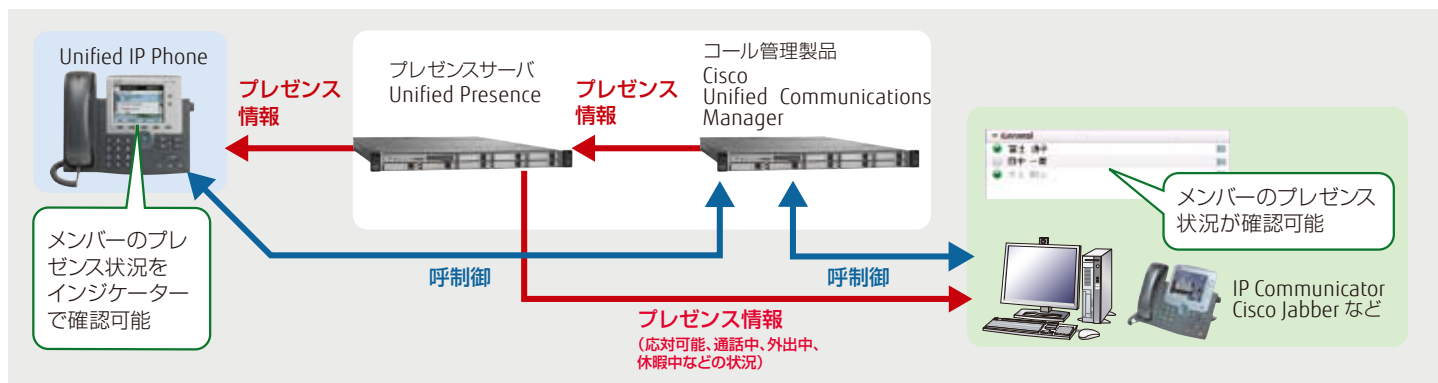 Unified IP Phone
プレゼンス
情報
プレゼンスサーバ
Unified Presence
プレゼンス
情報
コール管理製品
Cisco
Unified Communications
Manager
General
メンバーのプレゼンス
状況が確認可能
メンバーのプレ
ゼンス状況を
インジケーター
で確認可能
呼制御
呼制御
プレゼンス情報
(応対可能、通話中、外出中、
休暇中などの状況)
IP Communicator
Cisco Jabber など